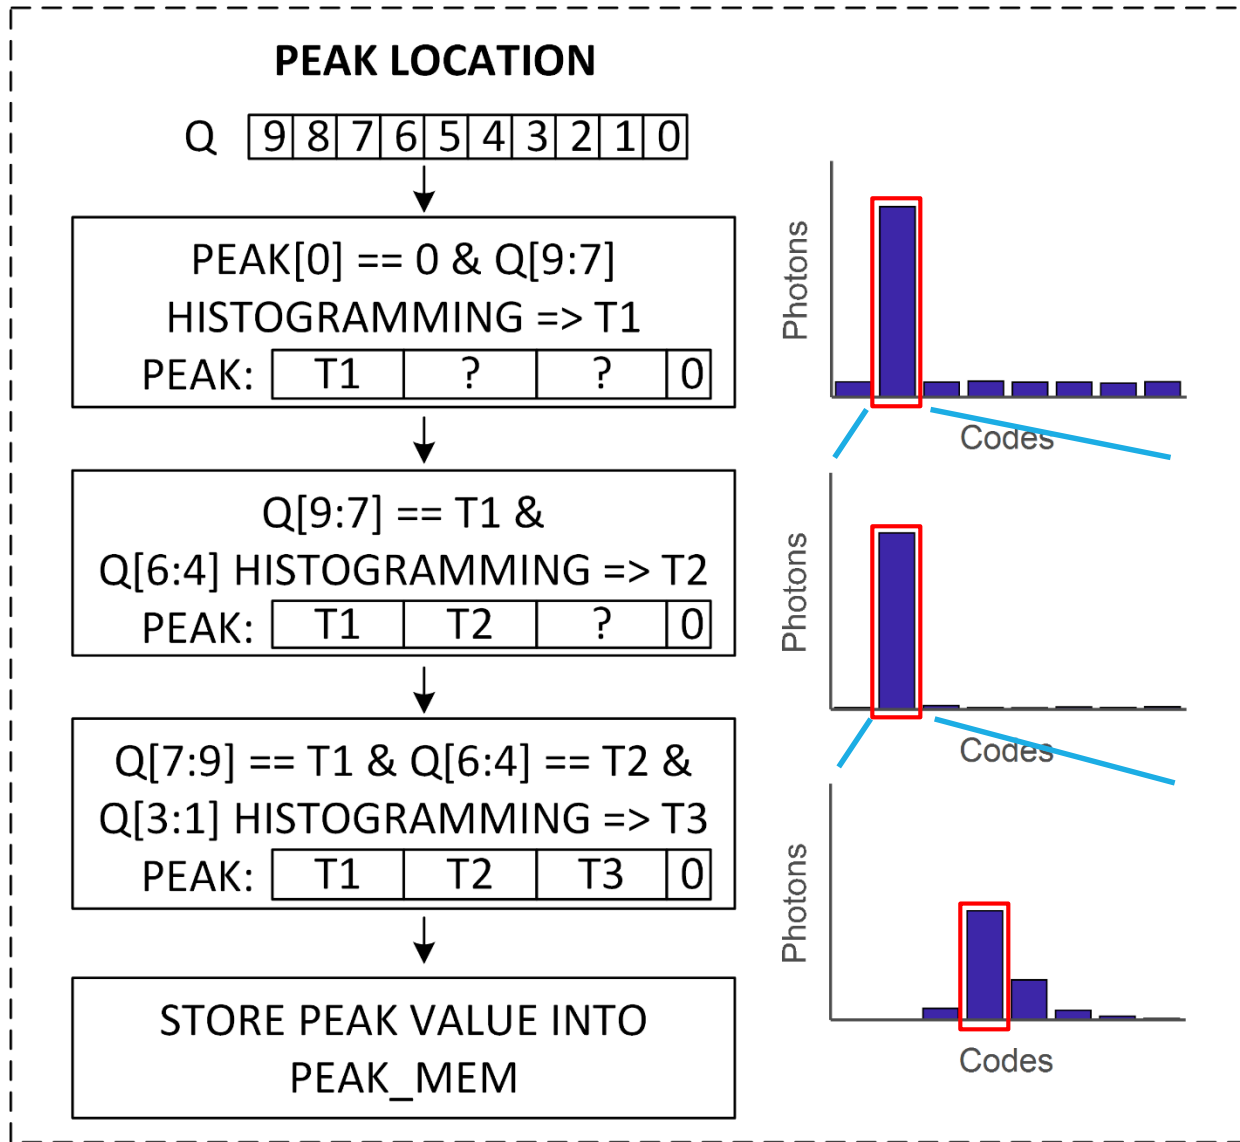 PEAK LOCATION
Q 9 8 7 6 5 4 3 2 1 0
PEAK[0] == 0 & Q[9:7]
HISTOGRAMMING => T1
PEAK: T1 ? ? 0
Photons
Codes
Q[9:7] == T1 &
Q[6:4] HISTOGRAMMING => T2
PEAK: T1 T2 ? 0
Photons
Codes
Q[7:9] == T1 & Q[6:4] == T2 &
Q[3:1] HISTOGRAMMING => T3
PEAK: T1 T2 T3 0
Photons
Codes
STORE PEAK VALUE INTO
PEAK_MEM